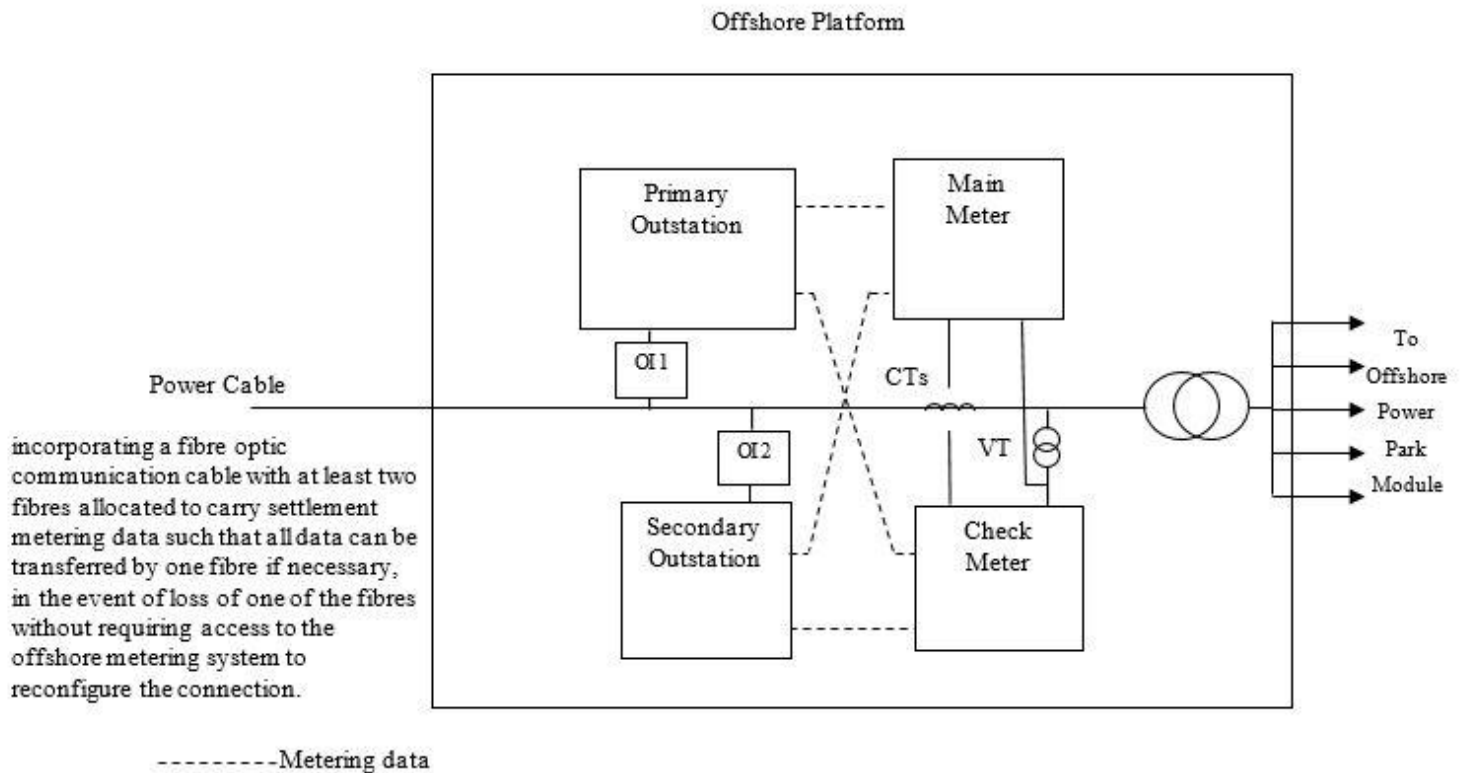 Offshore Platform
Primary
Outstation
Main
Meter
OI1
Power Cable
CTs
To
Offshore
Power
Park
Module
incorporating a fibre optic
communication cable with at least two
fibres allocated to carry settlement
metering data such that all data can be
transferred by one fibre if necessary,
in the event of loss of one of the fibres
without requiring access to the
offshore metering system to
reconfigure the connection.
OI2
VT
Secondary
Outstation
Check
Meter
Metering data